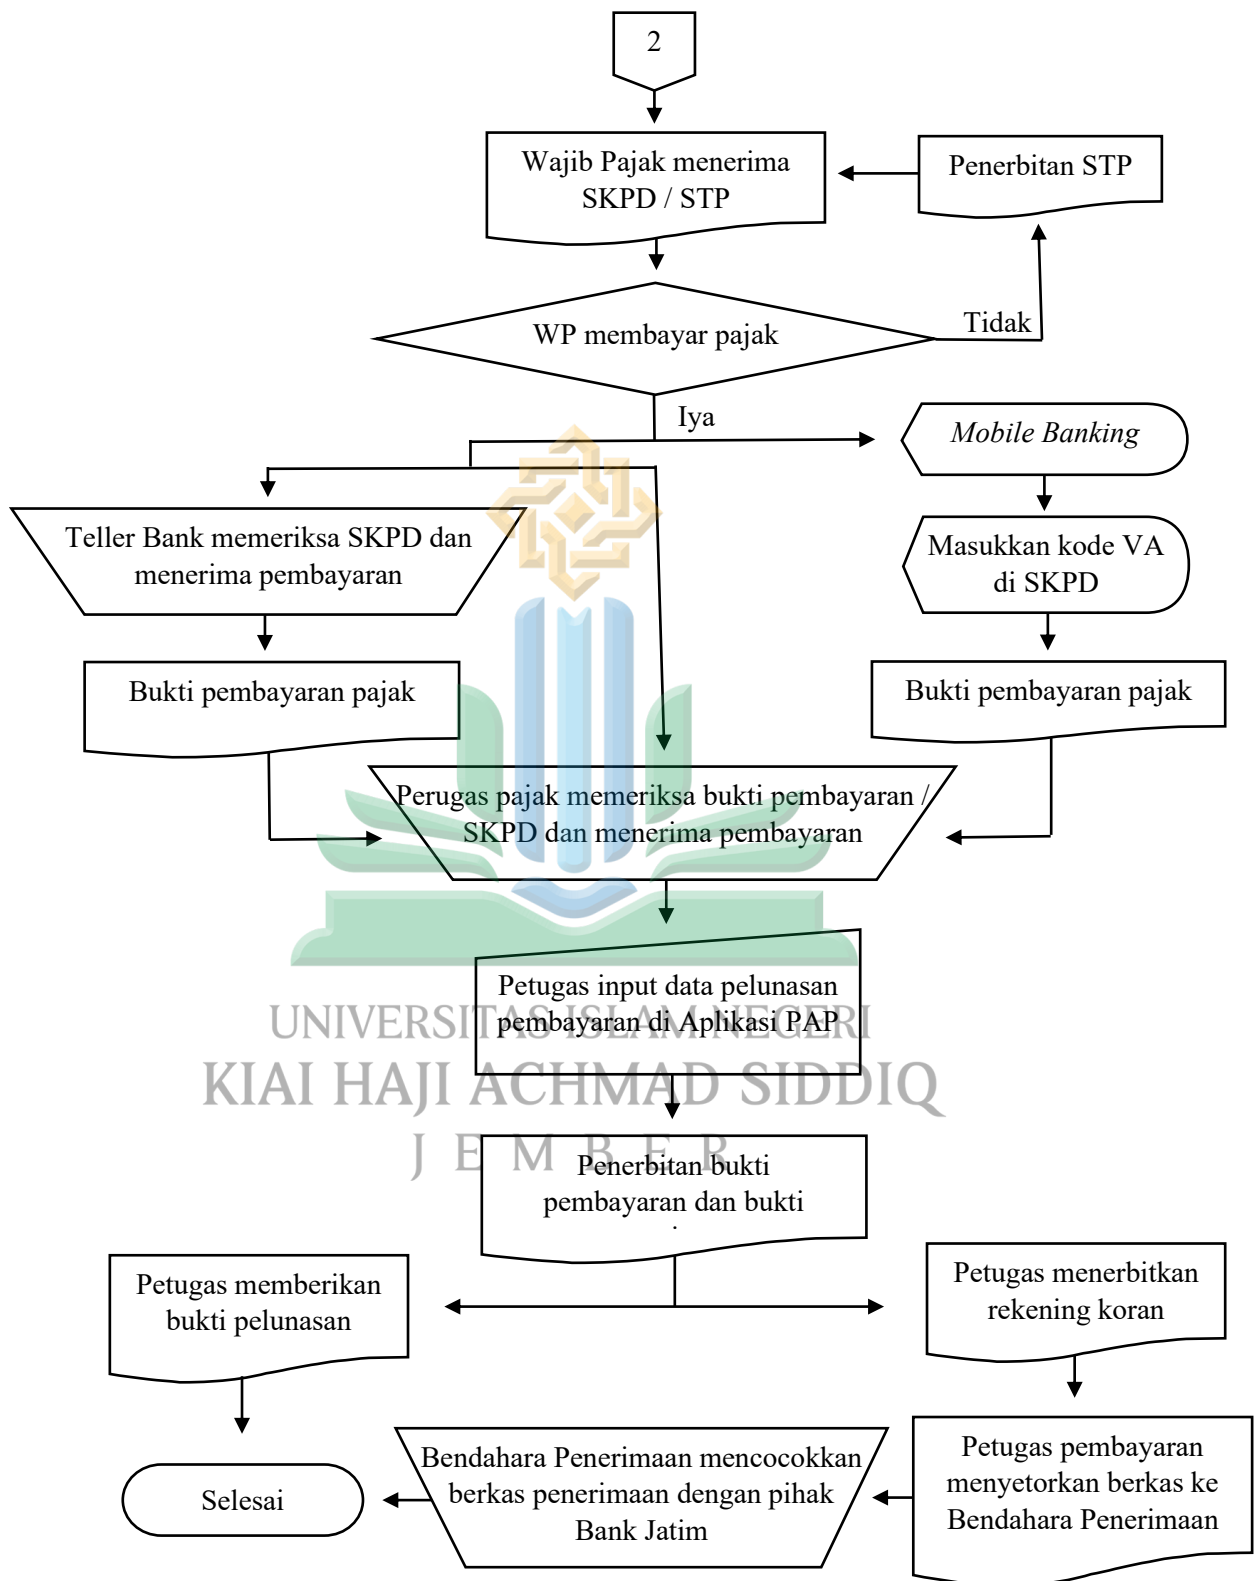 2
Wajib Pajak menerima
SKPD / STP
Penerbitan STP
WP membayar pajak
Tidak
Iya
Mobile Banking
Teller Bank memeriksa SKPD dan
menerima pembayaran
Masukkan kode VA
di SKPD
Bukti pembayaran pajak
Bukti pembayaran pajak
Perugas pajak memeriksa bukti pembayaran /
SKPD dan menerima pembayaran
Petugas input data pelunasan
pembayaran di Aplikasi PAP
UNIVERSITAS ISLAM NEGERI
KIAI HAJI ACHMAD SIDDIQ
JEMBER
Penerbitan bukti
pembayaran dan bukti
Petugas memberikan
bukti pelunasan
Petugas menerbitkan
rekening koran
Selesai
Bendahara Penerimaan mencocokkan
berkas penerimaan dengan pihak
Bank Jatim
Petugas pembayaran
menyetorkan berkas ke
Bendahara Penerimaan